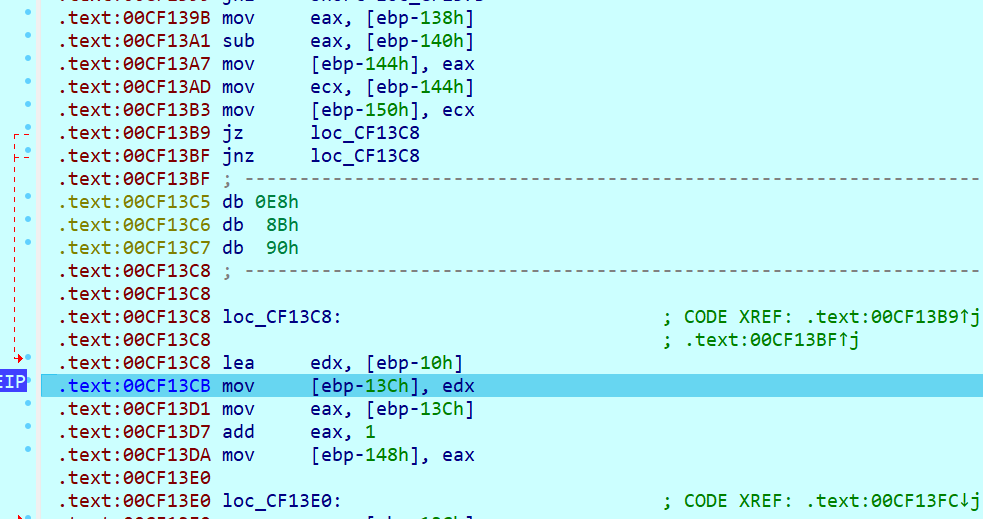 .text:00CF139B mov eax, [ebp-138h]
.text:00CF13A1 sub eax, [ebp-140h]
.text:00CF13A7 mov [ebp-144h], eax
.text:00CF13AD mov ecx, [ebp-144h]
.text:00CF13B3 mov [ebp-150h], ecx
.text:00CF13B9 jz loc_CF13C8
.text:00CF13BF jnz loc_CF13C8
.text:00CF13BF ; ---------------------------------------------------------------------------
.text:00CF13C5 db 0E8h
.text:00CF13C6 db 8Bh
.text:00CF13C7 db 90h
.text:00CF13C8 ; ---------------------------------------------------------------------------
.text:00CF13C8
.text:00CF13C8 loc_CF13C8: ; CODE XREF: .text:00CF13B9↑j
.text:00CF13C8 ; .text:00CF13BF↑j
.text:00CF13C8 lea edx, [ebp-10h]
EIP .text:00CF13CB mov [ebp-13Ch], edx
.text:00CF13D1 mov eax, [ebp-13Ch]
.text:00CF13D7 add eax, 1
.text:00CF13DA mov [ebp-148h], eax
.text:00CF13E0
.text:00CF13E0 loc_CF13E0: ; CODE XREF: .text:00CF13FC↓j